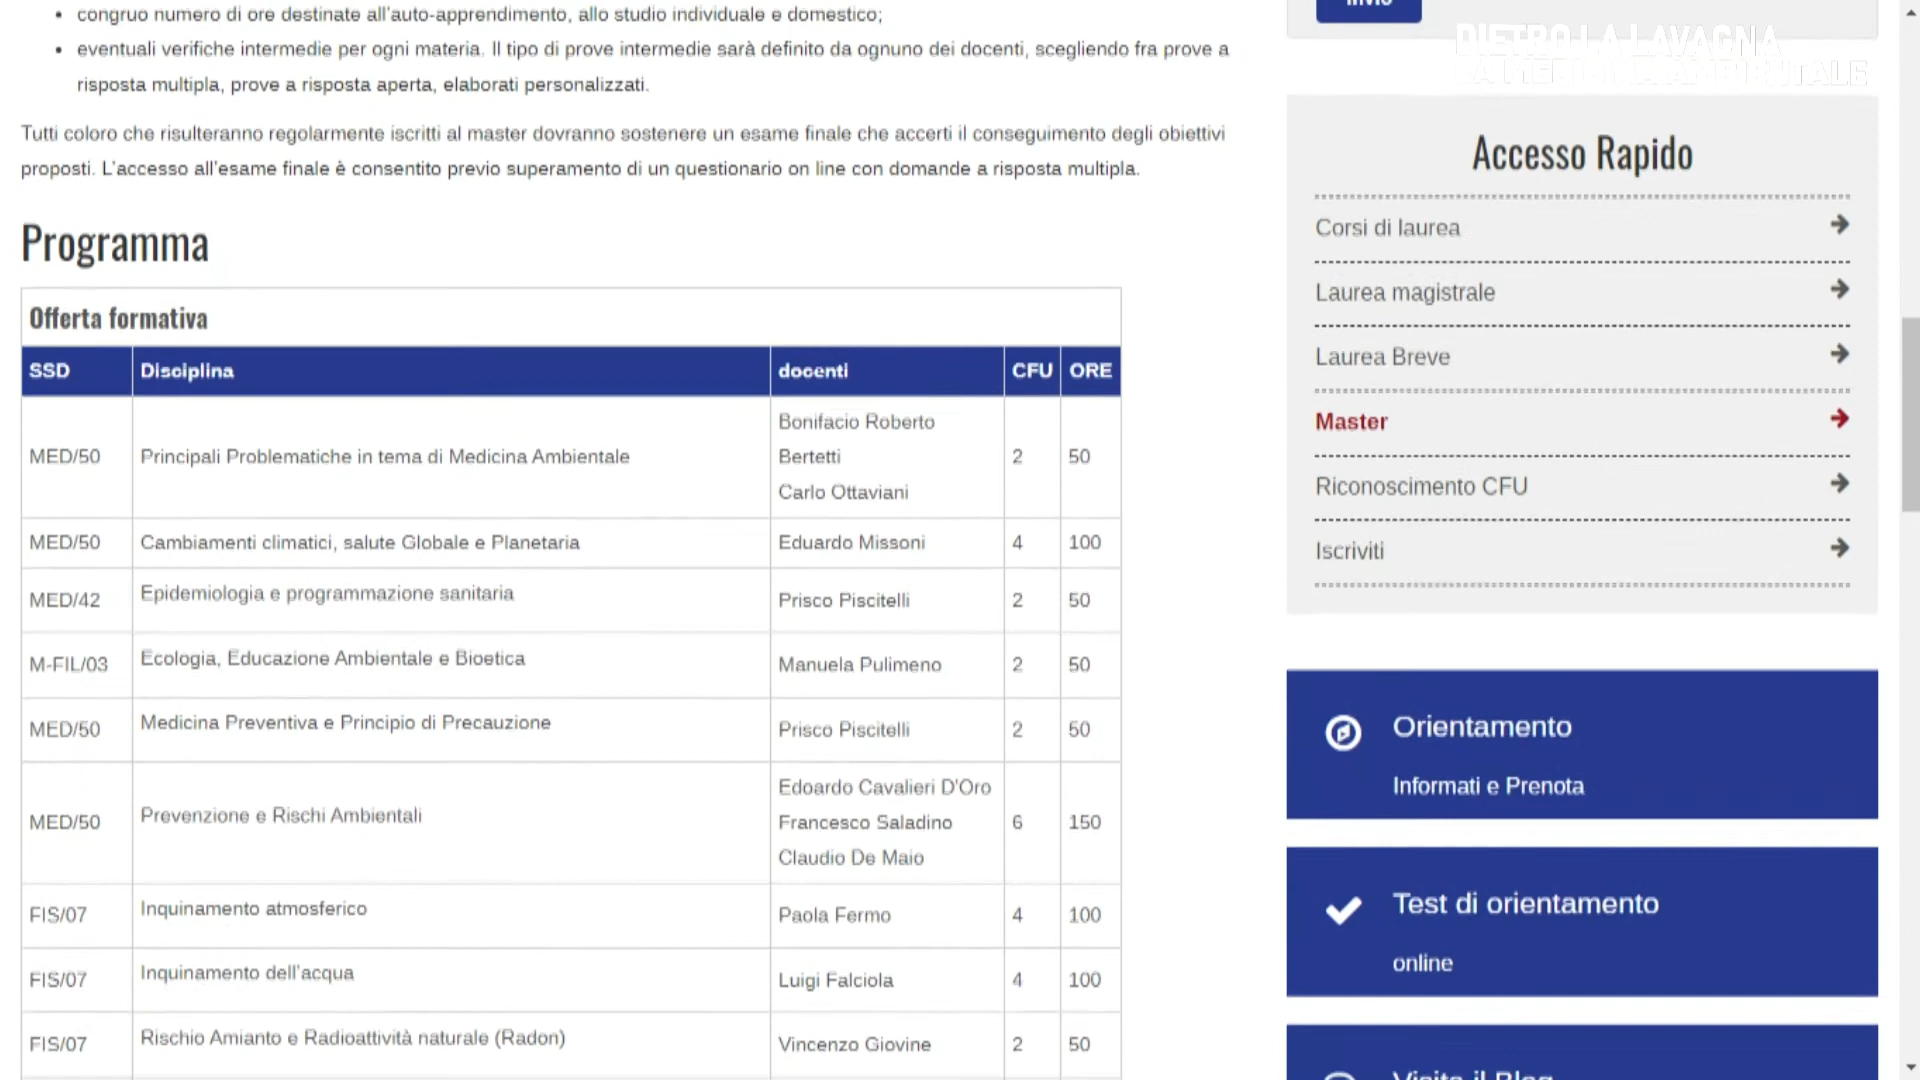 congruo numero di ore destinate all'auto-apprendimento, allo studio individuale e domestico;
eventuali verifiche intermedie per ogni materia. Il tipo di prove intermedie sarà definito da ognuno dei docenti, scegliendo fra prove a
risposta multipla, prove a risposta aperta, elaborati personalizzati.
Tutti coloro che risulteranno regolarmente iscritti al master dovranno sostenere un esame finale che accerti il conseguimento degli obiettivi
proposti. L'accesso all'esame finale è consentito previo superamento di un questionario on line con domande a risposta multipla.
Programma
Offerta formativa
SSD Disciplina docenti CFU ORE
MED/50 Principali Problematiche in tema di Medicina Ambientale Bonifacio Roberto
Bertetti
Carlo Ottaviani 2 50
MED/50 Cambiamenti climatici, salute Globale e Planetaria Eduardo Missoni 4 100
MED/42 Epidemiologia e programmazione sanitaria Prisco Piscitelli 2 50
M-FIL/03 Ecologia, Educazione Ambientale e Bioetica Manuela Pulimeno 2 50
MED/50 Medicina Preventiva e Principio di Precauzione Prisco Piscitelli 2 50
MED/50 Prevenzione e Rischi Ambientali Edoardo Cavalieri D'Oro
Francesco Saladino
Claudio De Maio 6 150
FIS/07 Inquinamento atmosferico Paola Fermo 4 100
FIS/07 Inquinamento dell'acqua Luigi Falciola 4 100
FIS/07 Rischio Amianto e Radioattività naturale (Radon) Vincenzo Giovine 2 50
Invio
DIETRO LA LAVAGNA
Accesso Rapido
Corsi di laurea
Laurea magistrale
Laurea Breve
Master
Riconoscimento CFU
Iscriviti
Orientamento
Informati e Prenota
Test di orientamento
online
Visita il Blog